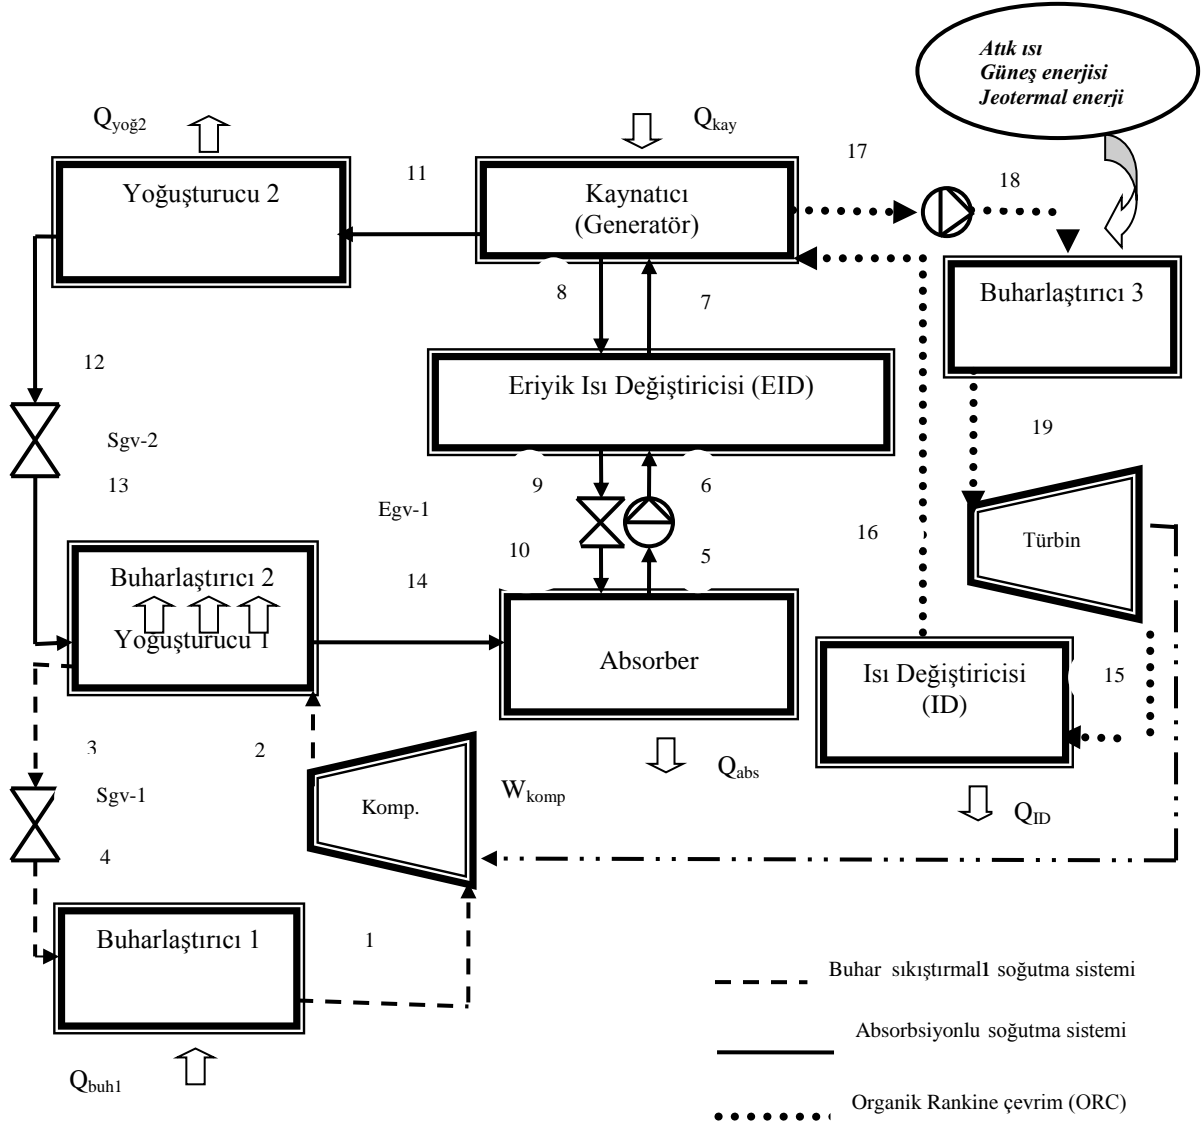 Atık ısı
Güneş enerjisi
Jeotermal enerji
Qyoğ2
Qkay
17
18
11
Yoğuşturucu 2
Kaynatıcı
(Generatör)
8
7
Buharlaştırıcı 3
12
Eriyik Isı Değiştiricisi (EID)
Sgv-2
19
13
9
6
Egv-1
16
Türbin
10
5
14
Buharlaştırıcı 2
Yoğuşturucu 1
Absorber
Isı Değiştiricisi
(ID)
15
3
2
Qabs
Sgv-1
Wkomp
Komp.
QID
4
Buharlaştırıcı 1
1
Buhar sıkıştırmalı soğutma sistemi
Absorbsiyonlu soğutma sistemi
Qbuh1
Organik Rankine çevrim (ORC)